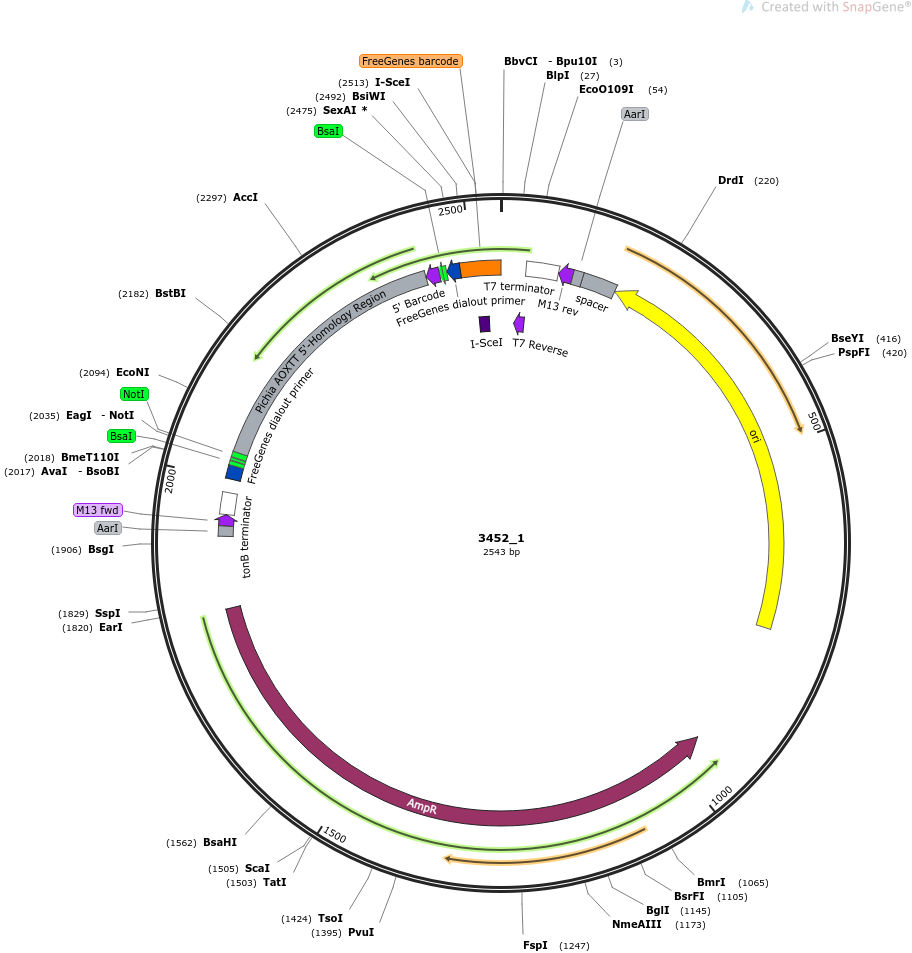 Created with SnapGene®
FreeGenes barcode
BbvCI - Bpu10I (3)
BlpI (27)
EcoO109I (54)
AarI
(2513) I-SceI
(2492) BsiWI
(2475) SexAI *
BsaI
DrdI (220)
(2297) AccI
2500
(2182) BstBI
T7 terminator
M13 rev
spacer
5' Barcode
FreeGenes dialout primer
Pichia AOXTT 5'-Homology Region
I-SceI
T7 Reverse
BseYI (416)
PspFI (420)
500
ori
(2094) EcoNI
NotI
(2035) EagI - NotI
BsaI
(2018) BmeT110I
(2017) AvaI - BsoBI
FreeGenes dialout primer
2000
M13 fwd
AarI
(1906) BsgI
tonB terminator
3452_1
2543 bp
(1829) SspI
(1820) EarI
AmpR
1000
1500
(1562) BsaHI
(1505) ScaI
(1503) TatI
(1424) TsoI
(1395) PvuI
BmrI (1065)
BsrFI (1105)
BglI (1145)
NmeAIII (1173)
FspI (1247)